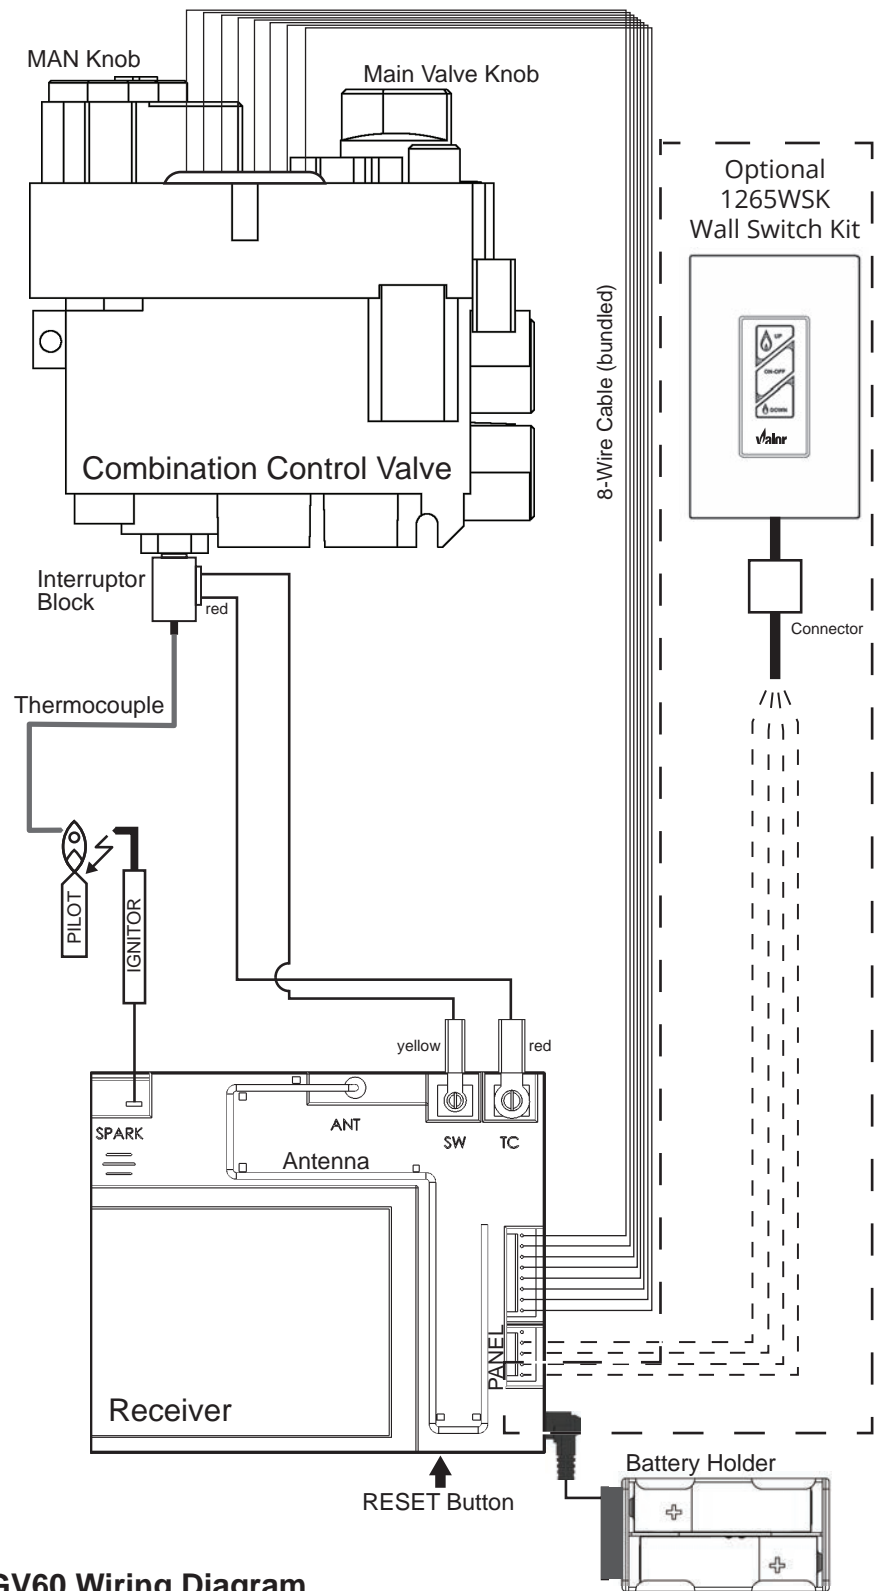 MAN Knob
Main Valve Knob
Optional
1265WSK
Wall Switch Kit
UP
ON-OFF
DOWN
Valor
8-Wire Cable (bundled)
Combination Control Valve
Interruptor
Block
red
Connector
Thermocouple
PILOT
IGNITOR
yellow
red
SPARK
ANT
SW
TC
Antenna
PANEL
Receiver
RESET Button
Battery Holder
+
+
GV60 Wiring Diagram